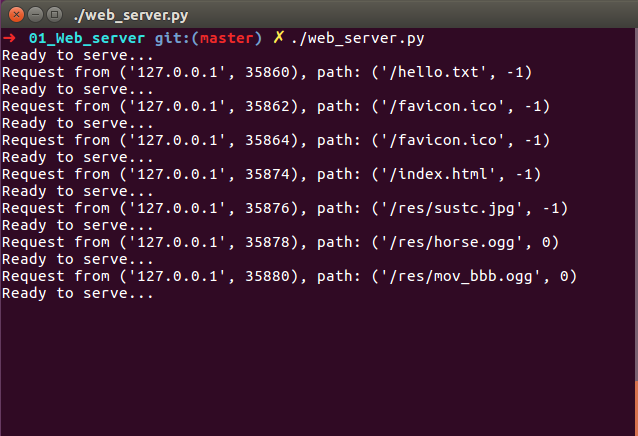 ./web_server.py
➜ 01_Web_server git:(master) ✗ ./web_server.py
Ready to serve...
Request from ('127.0.0.1', 35860), path: ('/hello.txt', -1)
Ready to serve...
Request from ('127.0.0.1', 35862), path: ('/favicon.ico', -1)
Ready to serve...
Request from ('127.0.0.1', 35864), path: ('/favicon.ico', -1)
Ready to serve...
Request from ('127.0.0.1', 35874), path: ('/index.html', -1)
Ready to serve...
Request from ('127.0.0.1', 35876), path: ('/res/sustc.jpg', -1)
Ready to serve...
Request from ('127.0.0.1', 35878), path: ('/res/horse.ogg', 0)
Ready to serve...
Request from ('127.0.0.1', 35880), path: ('/res/mov_bbb.ogg', 0)
Ready to serve...